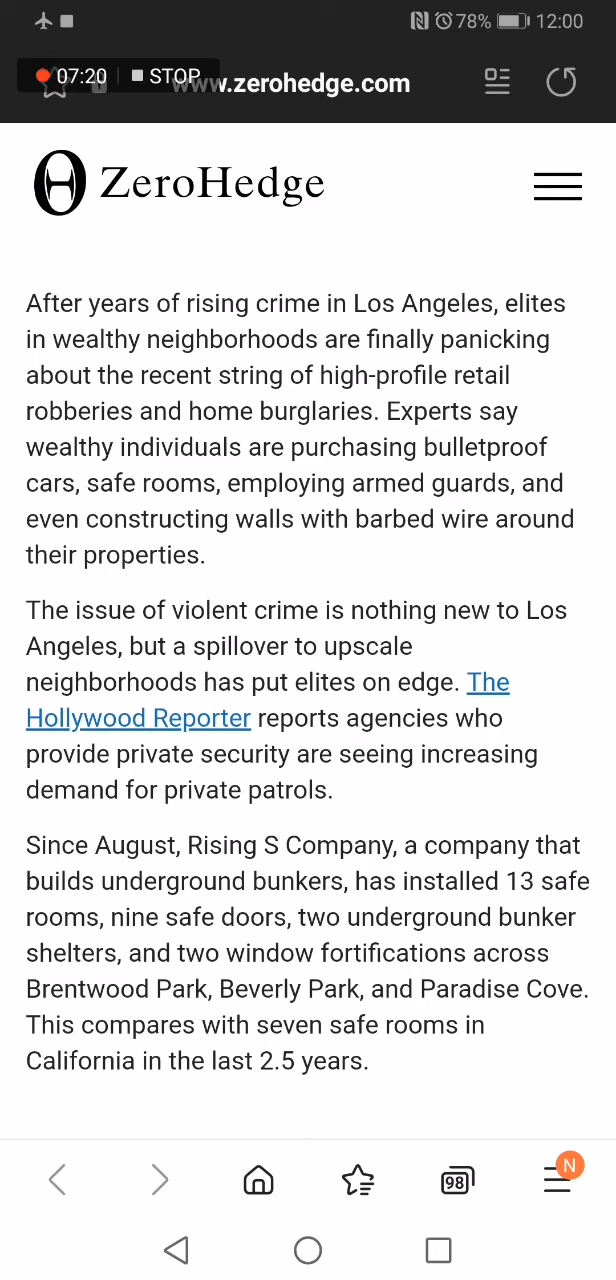 78% 12:00
07:20 STOP
www.zerohedge.com
ZeroHedge
After years of rising crime in Los Angeles, elites
in wealthy neighborhoods are finally panicking
about the recent string of high-profile retail
robberies and home burglaries. Experts say
wealthy individuals are purchasing bulletproof
cars, safe rooms, employing armed guards, and
even constructing walls with barbed wire around
their properties.
The issue of violent crime is nothing new to Los
Angeles, but a spillover to upscale
neighborhoods has put elites on edge. The
Hollywood Reporter reports agencies who
provide private security are seeing increasing
demand for private patrols.
Since August, Rising S Company, a company that
builds underground bunkers, has installed 13 safe
rooms, nine safe doors, two underground bunker
shelters, and two window fortifications across
Brentwood Park, Beverly Park, and Paradise Cove.
This compares with seven safe rooms in
California in the last 2.5 years.
98
N